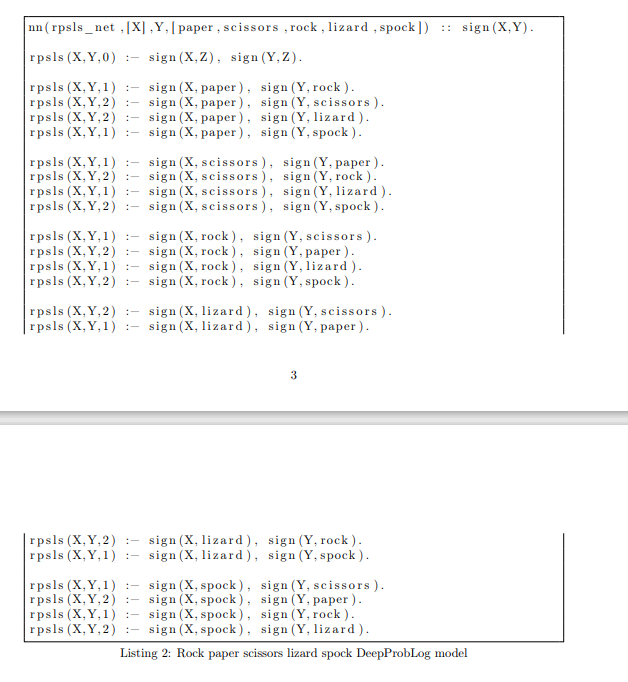 nn(rpsls_net,[X],Y,[paper,scissors,rock,lizard,spock]) :: sign(X,Y).
rpsls(X,Y,0) :− sign(X,Z), sign(Y,Z).
rpsls(X,Y,1) :− sign(X,paper), sign(Y,rock).
rpsls(X,Y,2) :− sign(X,paper), sign(Y,scissors).
rpsls(X,Y,2) :− sign(X,paper), sign(Y,lizard).
rpsls(X,Y,1) :− sign(X,paper), sign(Y,spock).
rpsls(X,Y,1) :− sign(X,scissors), sign(Y,paper).
rpsls(X,Y,2) :− sign(X,scissors), sign(Y,rock).
rpsls(X,Y,1) :− sign(X,scissors), sign(Y,lizard).
rpsls(X,Y,2) :− sign(X,scissors), sign(Y,spock).
rpsls(X,Y,1) :− sign(X,rock), sign(Y,scissors).
rpsls(X,Y,2) :− sign(X,rock), sign(Y,paper).
rpsls(X,Y,1) :− sign(X,rock), sign(Y,lizard).
rpsls(X,Y,2) :− sign(X,rock), sign(Y,spock).
rpsls(X,Y,2) :− sign(X,lizard), sign(Y,scissors).
rpsls(X,Y,1) :− sign(X,lizard), sign(Y,paper).
3
rpsls(X,Y,2) :− sign(X,lizard), sign(Y,rock).
rpsls(X,Y,1) :− sign(X,lizard), sign(Y,spock).
rpsls(X,Y,1) :− sign(X,spock), sign(Y,scissors).
rpsls(X,Y,2) :− sign(X,spock), sign(Y,paper).
rpsls(X,Y,1) :− sign(X,spock), sign(Y,rock).
rpsls(X,Y,2) :− sign(X,spock), sign(Y,lizard).
Listing 2: Rock paper scissors lizard spock DeepProbLog model